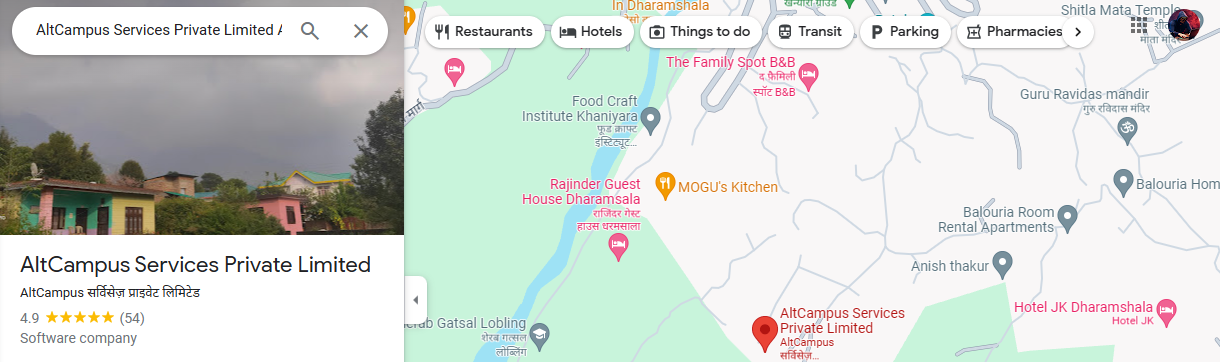 AltCampus Services Private Limited
AltCampus Services Private Limited
AltCampus सर्विसेज़ प्राइवेट लिमिटेड
4.9 (54)
Software company
Restaurants
Hotels
Things to do
Transit
Parking
Pharmacies
In Dharamshala
Shitla Mata Temple
माता मंदिर
मार्ग
The Family Spot B&B
द फैमिली
स्पॉट B&B
Food Craft
Institute Khaniyara
फ़ूड क्राफ्ट
इंस्टिट्यूट...
Guru Ravidas mandir
गुरु रविदास मंदिर
Rajinder Guest
House Dharamsala
राजिंदर गेस्ट
हाउस धरमसाला
MOGU's Kitchen
Balouria Hom
Balouria Room
Rental Apartments
Anish thakur
AltCampus Services
Private Limited
AltCampus
सर्विसेज़...
Hotel JK Dharamshala
Hotel JK
Gatsal Lobling
शेरब गत्सल
लोब्लिंग